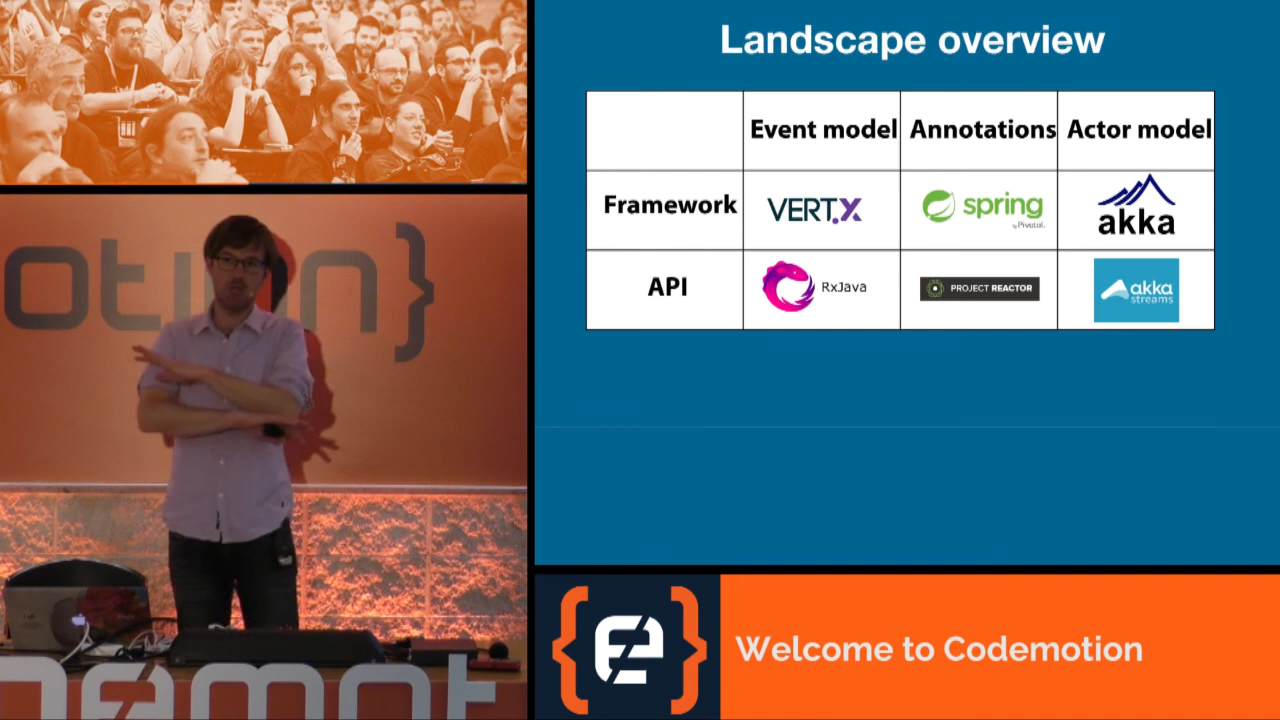 Landscape overview
Event model Annotations Actor model
Framework VERT.X spring by Pivotal. akka
API RxJava PROJECT REACTOR akka streams
otion}
Welcome to Codemotion